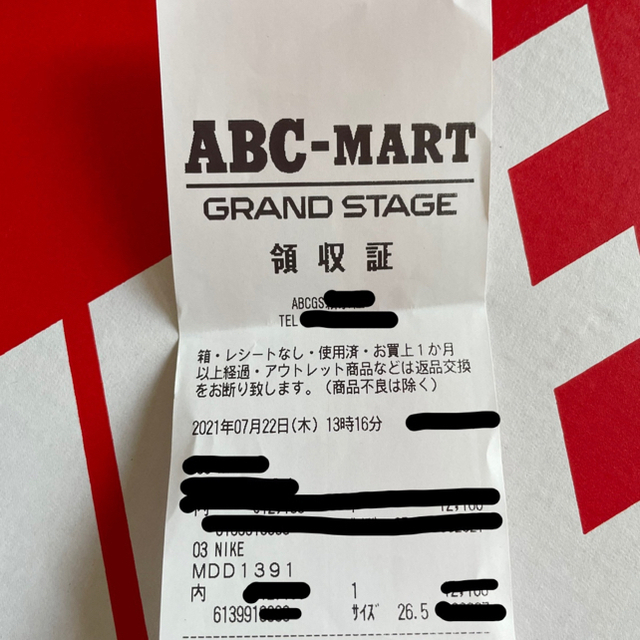 ABC-MART
GRAND STAGE
領収証
ABCGS
TEL
箱・レシートなし・使用済・お買上1か月
以上経過・アウトレット商品などは返品交換
をお断り致します。（商品不良は除く）
2021年07月22日(木) 13時16分
内 1
03 NIKE
MDD1391
内 1
ｻｲｽﾞ 26.5